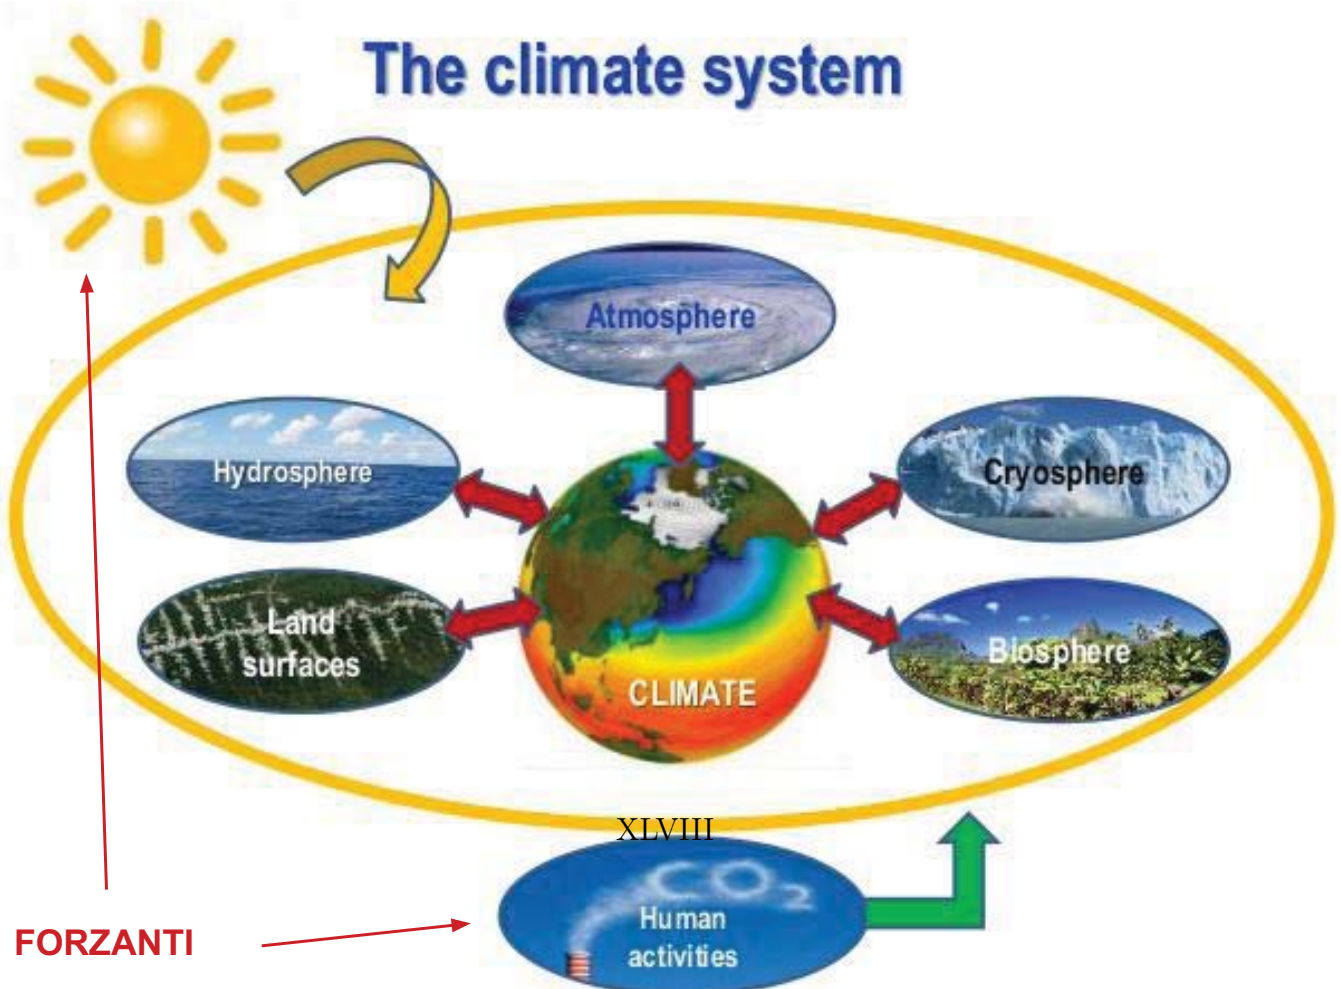 The climate system
Atmosphere
Hydrosphere
Cryosphere
Land
surfaces
Biosphere
CLIMATE
XLVIII
CO₂
Human
activities
FORZANTI